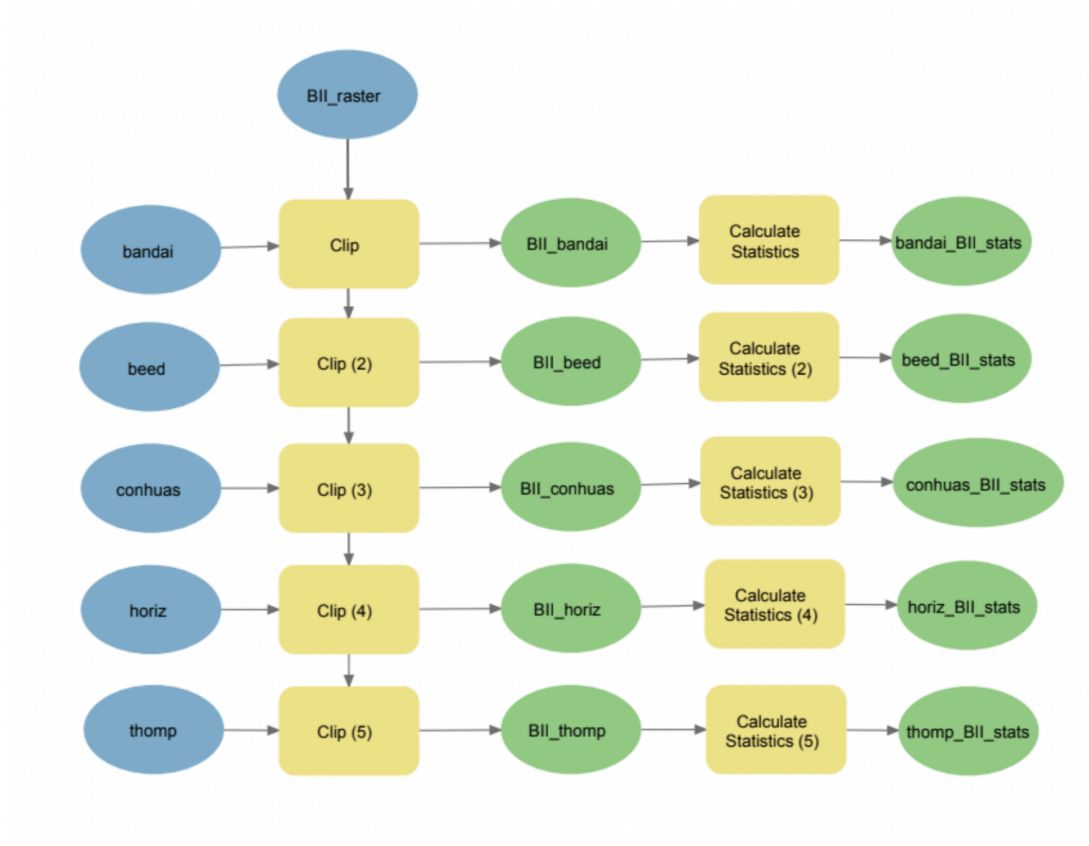 BII_raster
bandai
Clip
BII_bandai
Calculate
Statistics
bandai_BII_stats
beed
Clip (2)
BII_beed
Calculate
Statistics (2)
beed_BII_stats
conhuas
Clip (3)
BII_conhuas
Calculate
Statistics (3)
conhuas_BII_stats
horiz
Clip (4)
BII_horiz
Calculate
Statistics (4)
horiz_BII_stats
thomp
Clip (5)
BII_thomp
Calculate
Statistics (5)
thomp_BII_stats